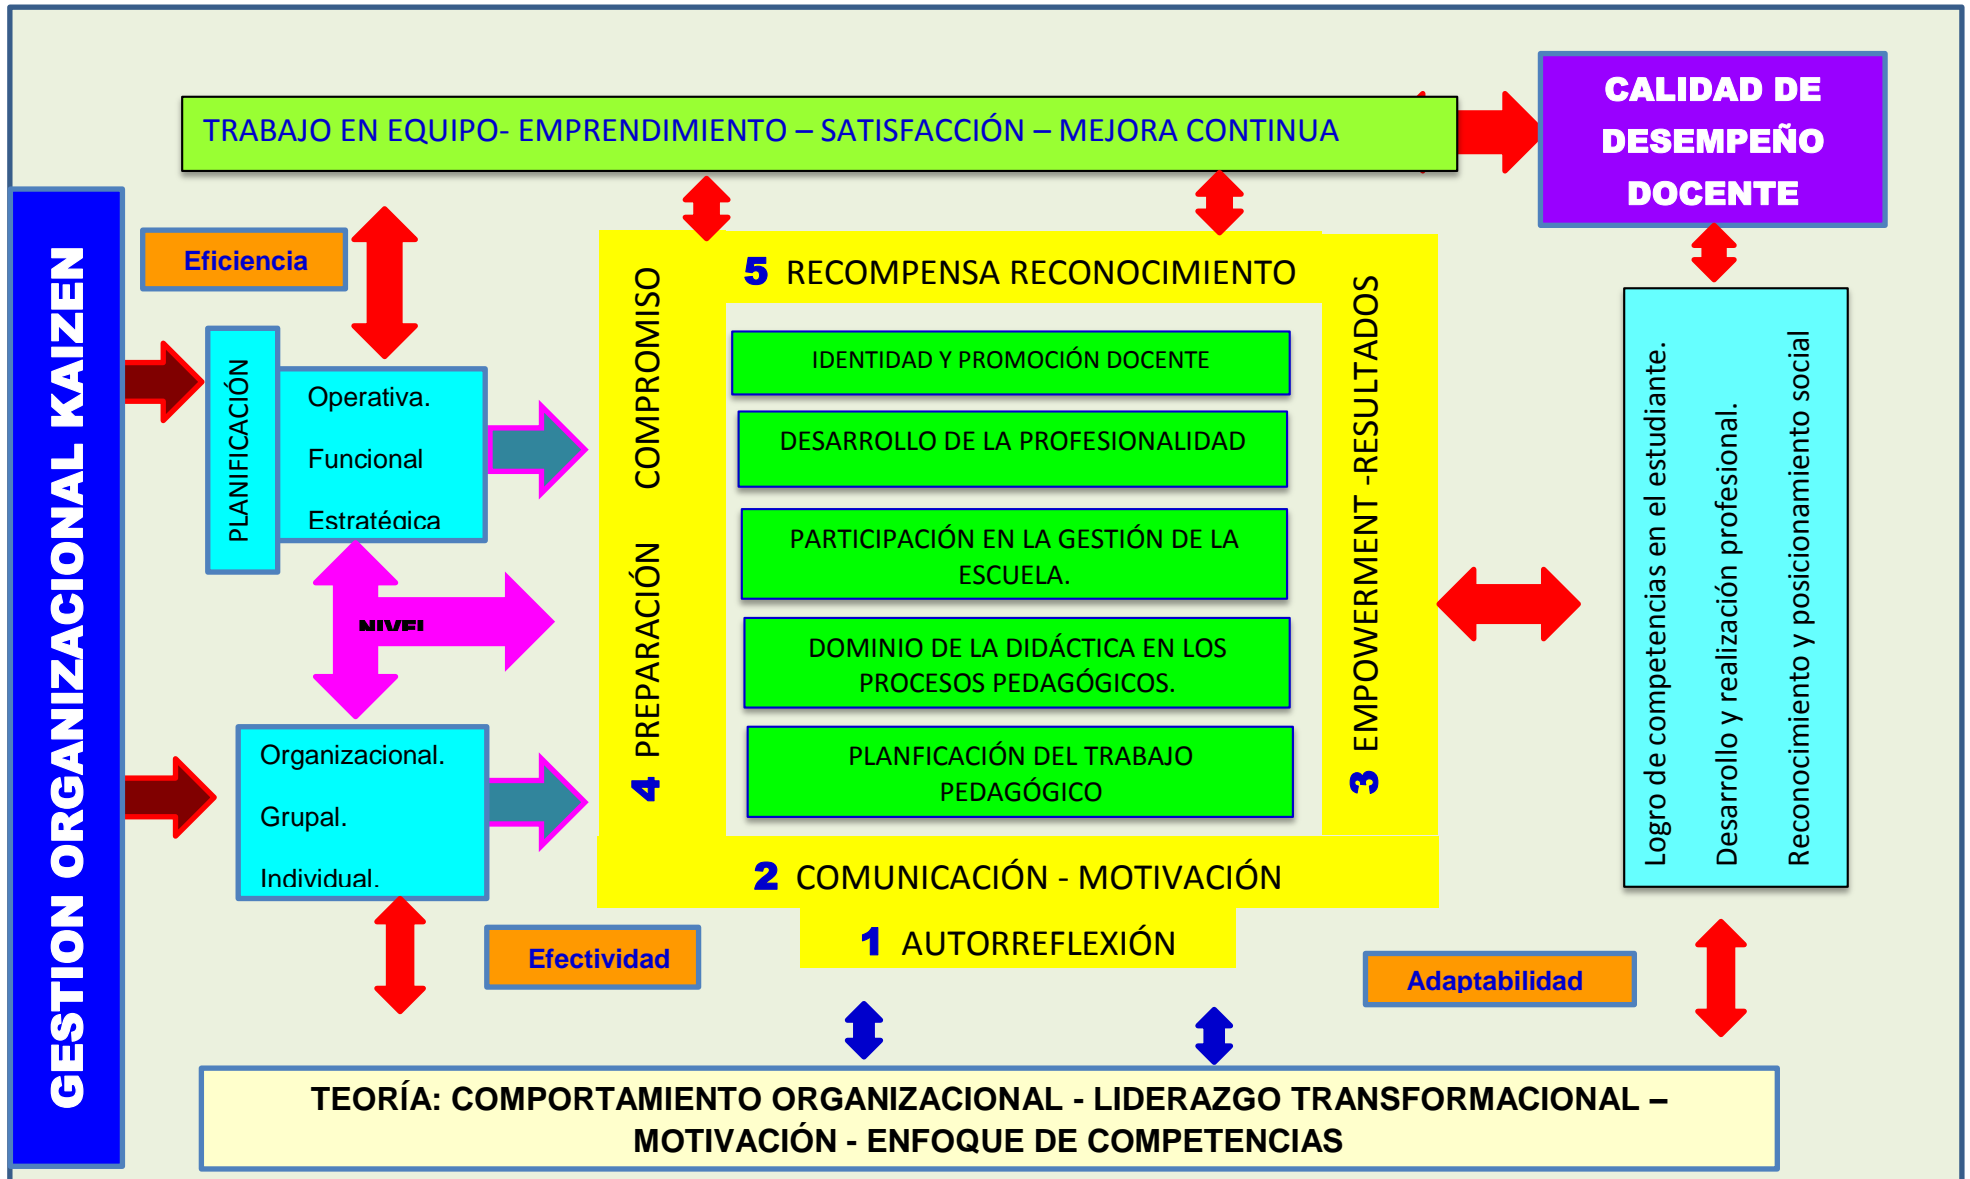 TRABAJO EN EQUIPO- EMPRENDIMIENTO – SATISFACCIÓN – MEJORA CONTINUA
CALIDAD DE
DESEMPEÑO
DOCENTE
GESTION ORGANIZACIONAL KAIZEN
Eficiencia
PLANIFICACIÓN
Operativa.
Funcional
Estratégica
NIVEL
Organizacional.
Grupal.
Individual.
Efectividad
5 RECOMPENSA RECONOCIMIENTO
4 PREPARACIÓN COMPROMISO
IDENTIDAD Y PROMOCIÓN DOCENTE
DESARROLLO DE LA PROFESIONALIDAD
PARTICIPACIÓN EN LA GESTIÓN DE LA
ESCUELA.
DOMINIO DE LA DIDÁCTICA EN LOS
PROCESOS PEDAGÓGICOS.
PLANFICACIÓN DEL TRABAJO
PEDAGÓGICO
3 EMPOWERMENT -RESULTADOS
2 COMUNICACIÓN - MOTIVACIÓN
1 AUTORREFLEXIÓN
Logro de competencias en el estudiante.
Desarrollo y realización profesional.
Reconocimiento y posicionamiento social
Adaptabilidad
TEORÍA: COMPORTAMIENTO ORGANIZACIONAL - LIDERAZGO TRANSFORMACIONAL –
MOTIVACIÓN - ENFOQUE DE COMPETENCIAS